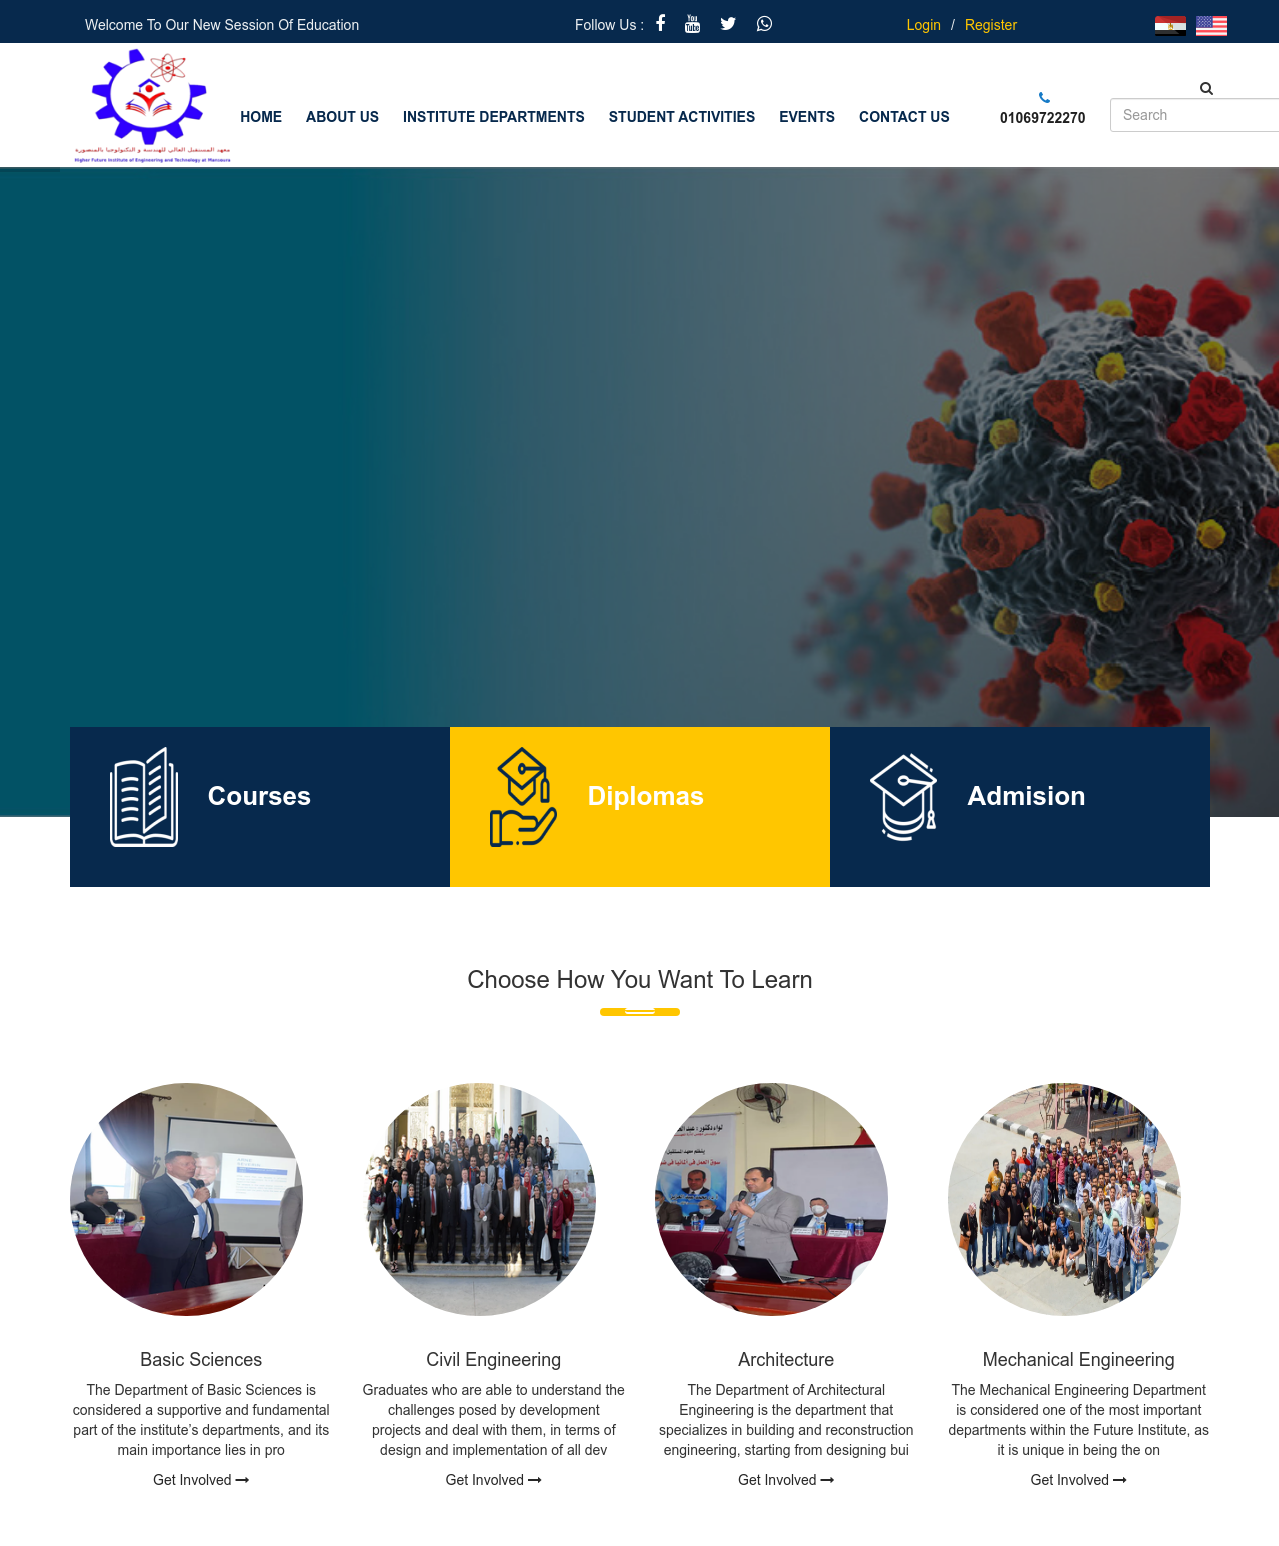 Welcome To Our New Session Of Education
Follow Us :
Login / Register
معهد المستقبل العالي للهندسة و التكنولوجيا بالمنصورة
Higher Future Institute of Engineering and Technology at Mansoura
HOME
ABOUT US
INSTITUTE DEPARTMENTS
STUDENT ACTIVITIES
EVENTS
CONTACT US
01069722270
Search
Courses
Diplomas
Admision
Choose How You Want To Learn
Basic Sciences
The Department of Basic Sciences is
considered a supportive and fundamental
part of the institute’s departments, and its
main importance lies in pro
Get Involved
Civil Engineering
Graduates who are able to understand the
challenges posed by development
projects and deal with them, in terms of
design and implementation of all dev
Get Involved
Architecture
The Department of Architectural
Engineering is the department that
specializes in building and reconstruction
engineering, starting from designing bui
Get Involved
Mechanical Engineering
The Mechanical Engineering Department
is considered one of the most important
departments within the Future Institute, as
it is unique in being the on
Get Involved